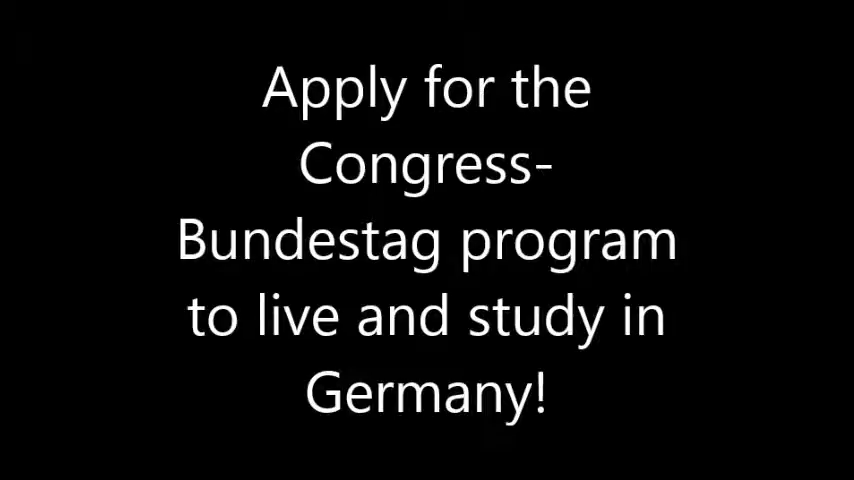 Apply for the
Congress-
Bundestag program
to live and study in
Germany!